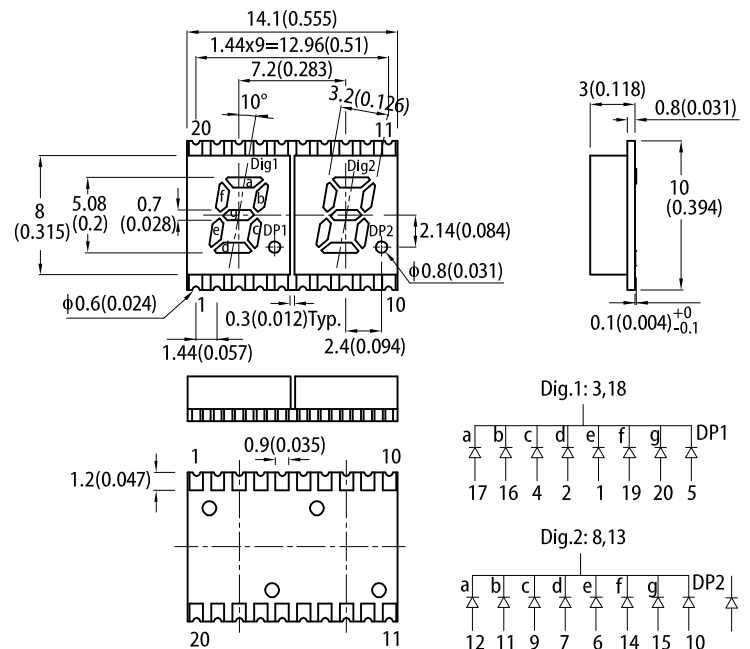 14.1(0.555)
1.44x9=12.96(0.51)
7.2(0.283)
3.2(0.126)
10°
20
11
Dig1
Dig2
a
f
b
g
e
c
d
DP1
DP2
8
(0.315)
5.08
(0.2)
0.7
(0.028)
2.14(0.084)
ϕ0.8(0.031)
ϕ0.6(0.024)
1
10
0.3(0.012)Typ.
1.44(0.057)
2.4(0.094)
3(0.118)
0.8(0.031)
10
(0.394)
0.1(0.004)+0 -0.1
1
0.9(0.035)
10
1.2(0.047)
20
11
Dig.1: 3,18
a b c d e f g DP1
17 16 4 2 1 19 20 5
Dig.2: 8,13
a b c d e f g DP2
12 11 9 7 6 14 15 10